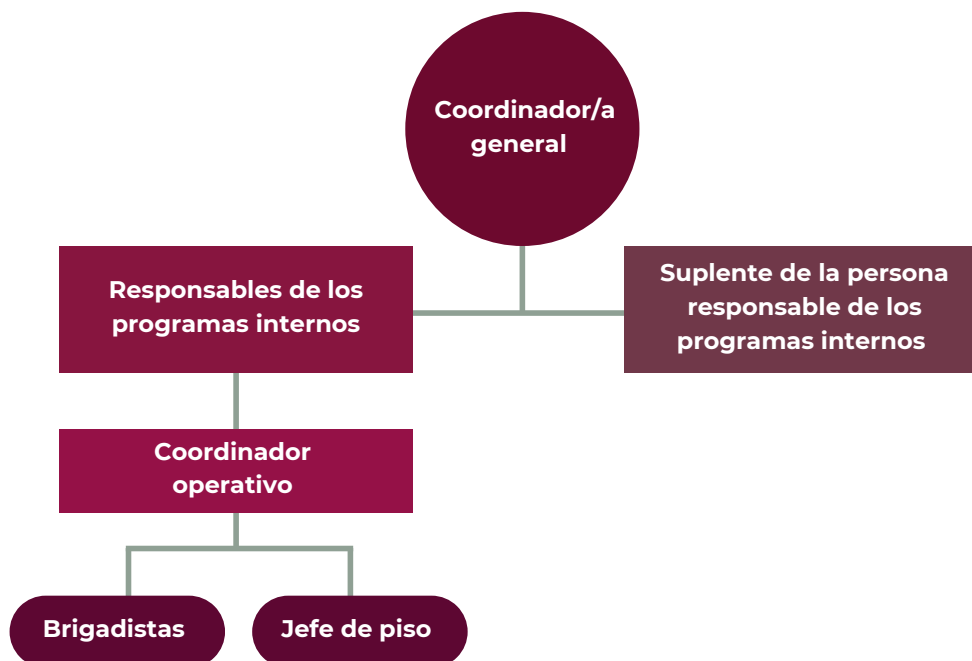 Coordinador/a
general
Responsables de los
programas internos
Suplente de la persona
responsable de los
programas internos
Coordinador
operativo
Brigadistas
Jefe de piso